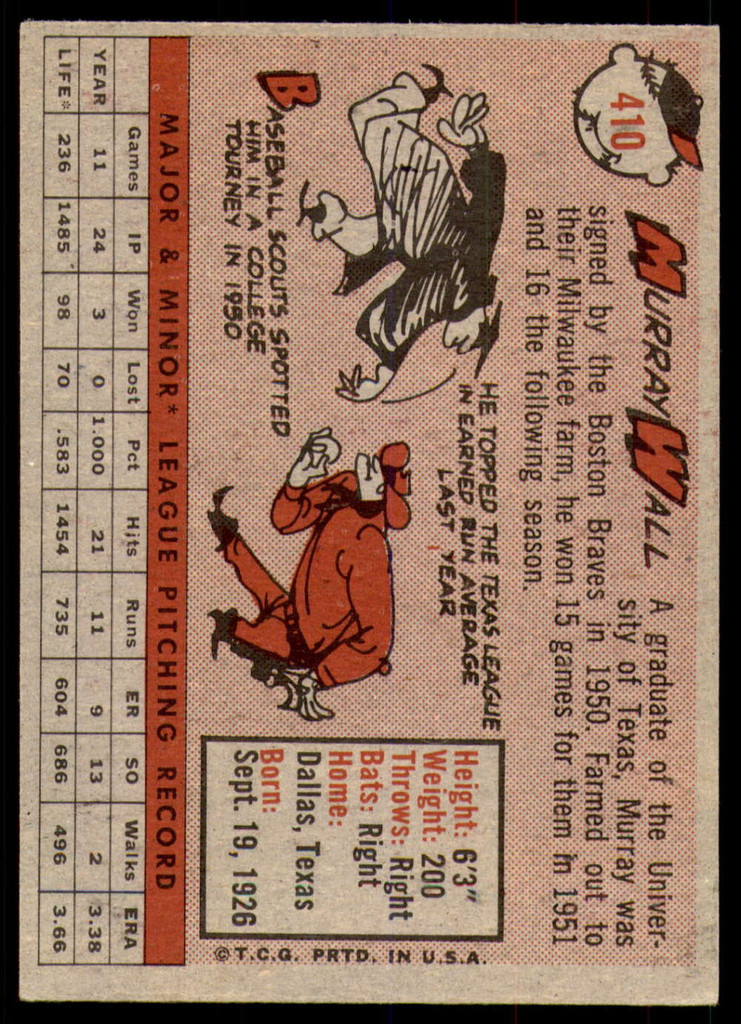 410
MURRAY WALL
A graduate of the Univer-
sity of Texas, Murray was
signed by the Boston Braves in 1950. Farmed out to
their Milwaukee farm, he won 15 games for them in 1951
and 16 the following season.
BASEBALL SCOUTS SPOTTED
HIM IN A COLLEGE
TOURNEY IN 1950
HE TOPPED THE TEXAS LEAGUE
IN EARNED RUN AVERAGE
LAST YEAR
Height: 6'3"
Weight: 200
Throws: Right
Bats: Right
Home:
Dallas, Texas
Born:
Sept. 19, 1926
© T.C.G. PRTD. IN U.S.A.
MAJOR & MINOR* LEAGUE PITCHING RECORD
Games IP Won Lost Pct Hits Runs ER SO Walks ERA
YEAR 11 24 3 0 1.000 21 11 9 13 2 3.38
LIFE* 236 1485 98 70 .583 1454 735 604 686 496 3.66